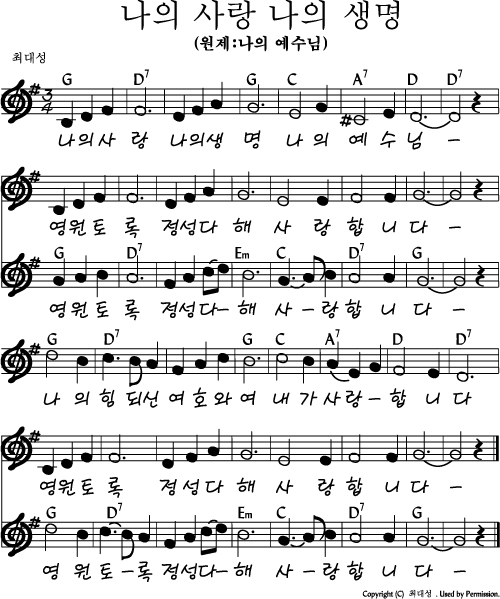 나의 사랑 나의 생명
(원제:나의 예수님)
최대성
G D7 G C A7 D D7
3/4
나의사 랑 나의생 명 나 의 예 수 님 –
영원토 록 정성다 해 사 랑 합 니 다 –
G D7 Em C D7 G
영원토 록 정성다–해 사–랑합 니 다 –
G D7 G C A7 D D7
나 의 힘 되신 여호와여 내 가 사랑–합 니 다
영원토 록 정성다 해 사 랑 합 니 다 –
G D7 Em C D7 G
영 원 토–록 정성다–해 사 랑 합 니 다 –
Copyright (C) 최대성 . Used by Permission.